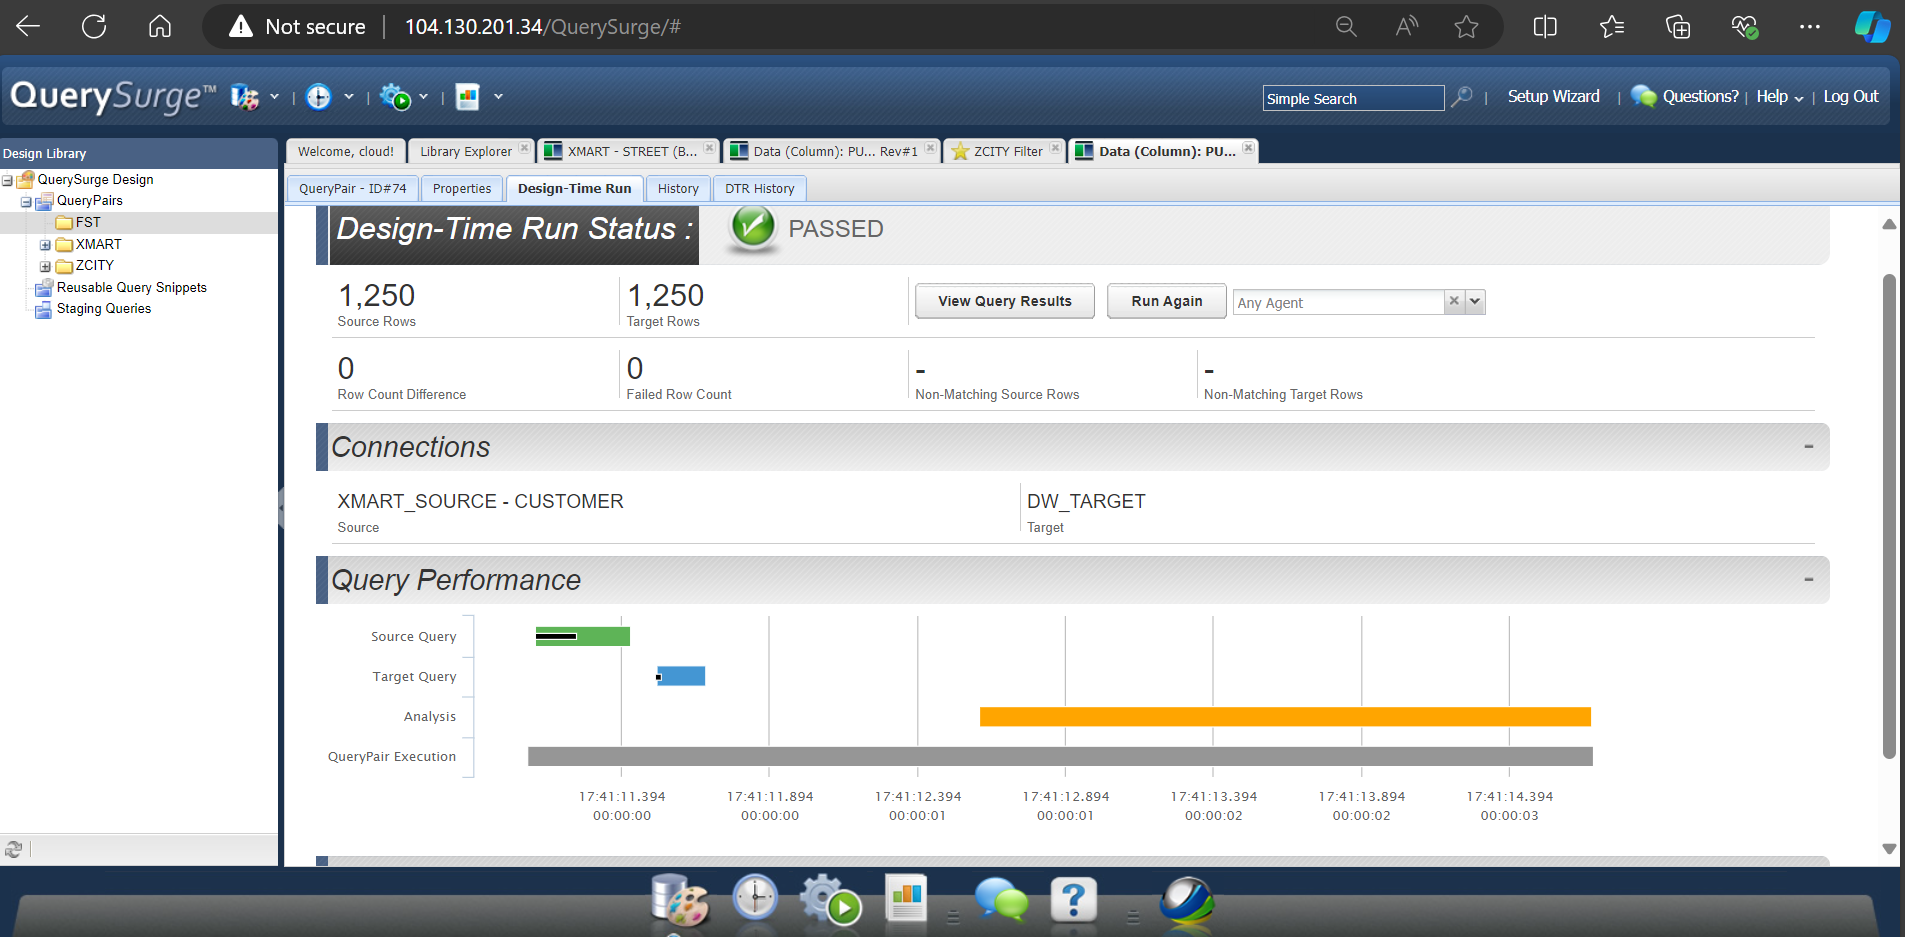 Not secure | 104.130.201.34/QuerySurge/#
QuerySurge™
Simple Search
Setup Wizard | Questions? | Help | Log Out
Design Library
QuerySurge Design
QueryPairs
FST
XMART
ZCITY
Reusable Query Snippets
Staging Queries
Welcome, cloud! Library Explorer XMART - STREET (B... Data (Column): PU... Rev#1 ZCITY Filter Data (Column): PU...
QueryPair - ID#74 Properties Design-Time Run History DTR History
Design-Time Run Status : PASSED
1,250 1,250 View Query Results Run Again Any Agent
Source Rows Target Rows
0 0 - -
Row Count Difference Failed Row Count Non-Matching Source Rows Non-Matching Target Rows
Connections -
XMART_SOURCE - CUSTOMER DW_TARGET
Source Target
Query Performance -
Source Query
Target Query
Analysis
QueryPair Execution
17:41:11.394 17:41:11.894 17:41:12.394 17:41:12.894 17:41:13.394 17:41:13.894 17:41:14.394
00:00:00 00:00:00 00:00:01 00:00:01 00:00:02 00:00:02 00:00:03